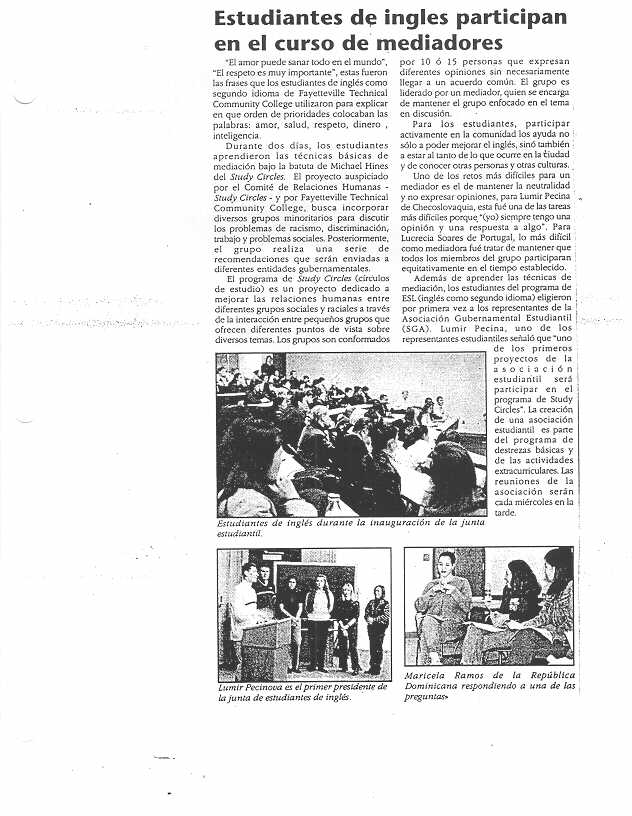 Estudiantes de ingles participan
en el curso de mediadores
"El amor puede sanar todo en el mundo",
"El respeto es muy importante", estas fueron
las frases que los estudiantes de inglés como
segundo idioma de Fayetteville Technical
Community College utilizaron para explicar
en que orden de prioridades colocaban las
palabras: amor, salud, respeto, dinero ,
inteligencia.
Durante dos días, los estudiantes
aprendieron las técnicas básicas de
mediación bajo la batuta de Michael Hines
del Study Circles. El proyecto auspiciado
por el Comité de Relaciones Humanas -
Study Circles - y por Fayetteville Technical
Community College, busca incorporar
diversos grupos minoritarios para discutir
los problemas de racismo, discriminación,
trabajo y problemas sociales. Posteriormente,
el grupo realiza una serie de
recomendaciones que serán enviadas a
diferentes entidades gubernamentales.
El programa de Study Circles (círculos
de estudio) es un proyecto dedicado a
mejorar las relaciones humanas entre
diferentes grupos sociales y raciales a través
de la interacción entre pequeños grupos que
ofrecen diferentes puntos de vista sobre
diversos temas. Los grupos son conformados
por 10 ó 15 personas que expresan
diferentes opiniones sin necesariamente
llegar a un acuerdo común. El grupo es
liderado por un mediador, quien se encarga
de mantener el grupo enfocado en el tema
en discusión.
Para los estudiantes, participar
activamente en la comunidad los ayuda no
sólo a poder mejorar el inglés, sinó también
a estar al tanto de lo que ocurre en la ciudad
y de conocer otras personas y otras culturas.
Uno de los retos más difíciles para un
mediador es el de mantener la neutralidad
y no expresar opiniones, para Lumir Pecina
de Checoslovaquia, esta fué una de las tareas
más difíciles porque "(yo) siempre tengo una
opinión y una respuesta a algo". Para
Lucrecia Soares de Portugal, lo más difícil
como mediadora fué tratar de mantener que
todos los miembros del grupo participaran
equitativamente en el tiempo establecido.
Además de aprender las técnicas de
mediación, los estudiantes del programa de
ESL (inglés como segundo idioma) eligieron
por primera vez a los representantes de la
Asociación Gubernamental Estudiantil
(SGA). Lumir Pecina, uno de los
representantes estudiantiles señaló que "uno
de los primeros
proyectos de la
asociación
estudiantil será
participar en el
programa de Study
Circles". La creación
de una asociación
estudiantil es parte
del programa de
destrezas básicas y
de las actividades
extracurriculares. Las
reuniones de la
asociación serán
cada miércoles en la
tarde.
Estudiantes de inglés durante la inauguración de la junta
estudiantil.
Lumir Pecinova es el primer presidente de
la junta de estudiantes de inglés.
Maricela Ramos de la República
Dominicana respondiendo a una de las
preguntas